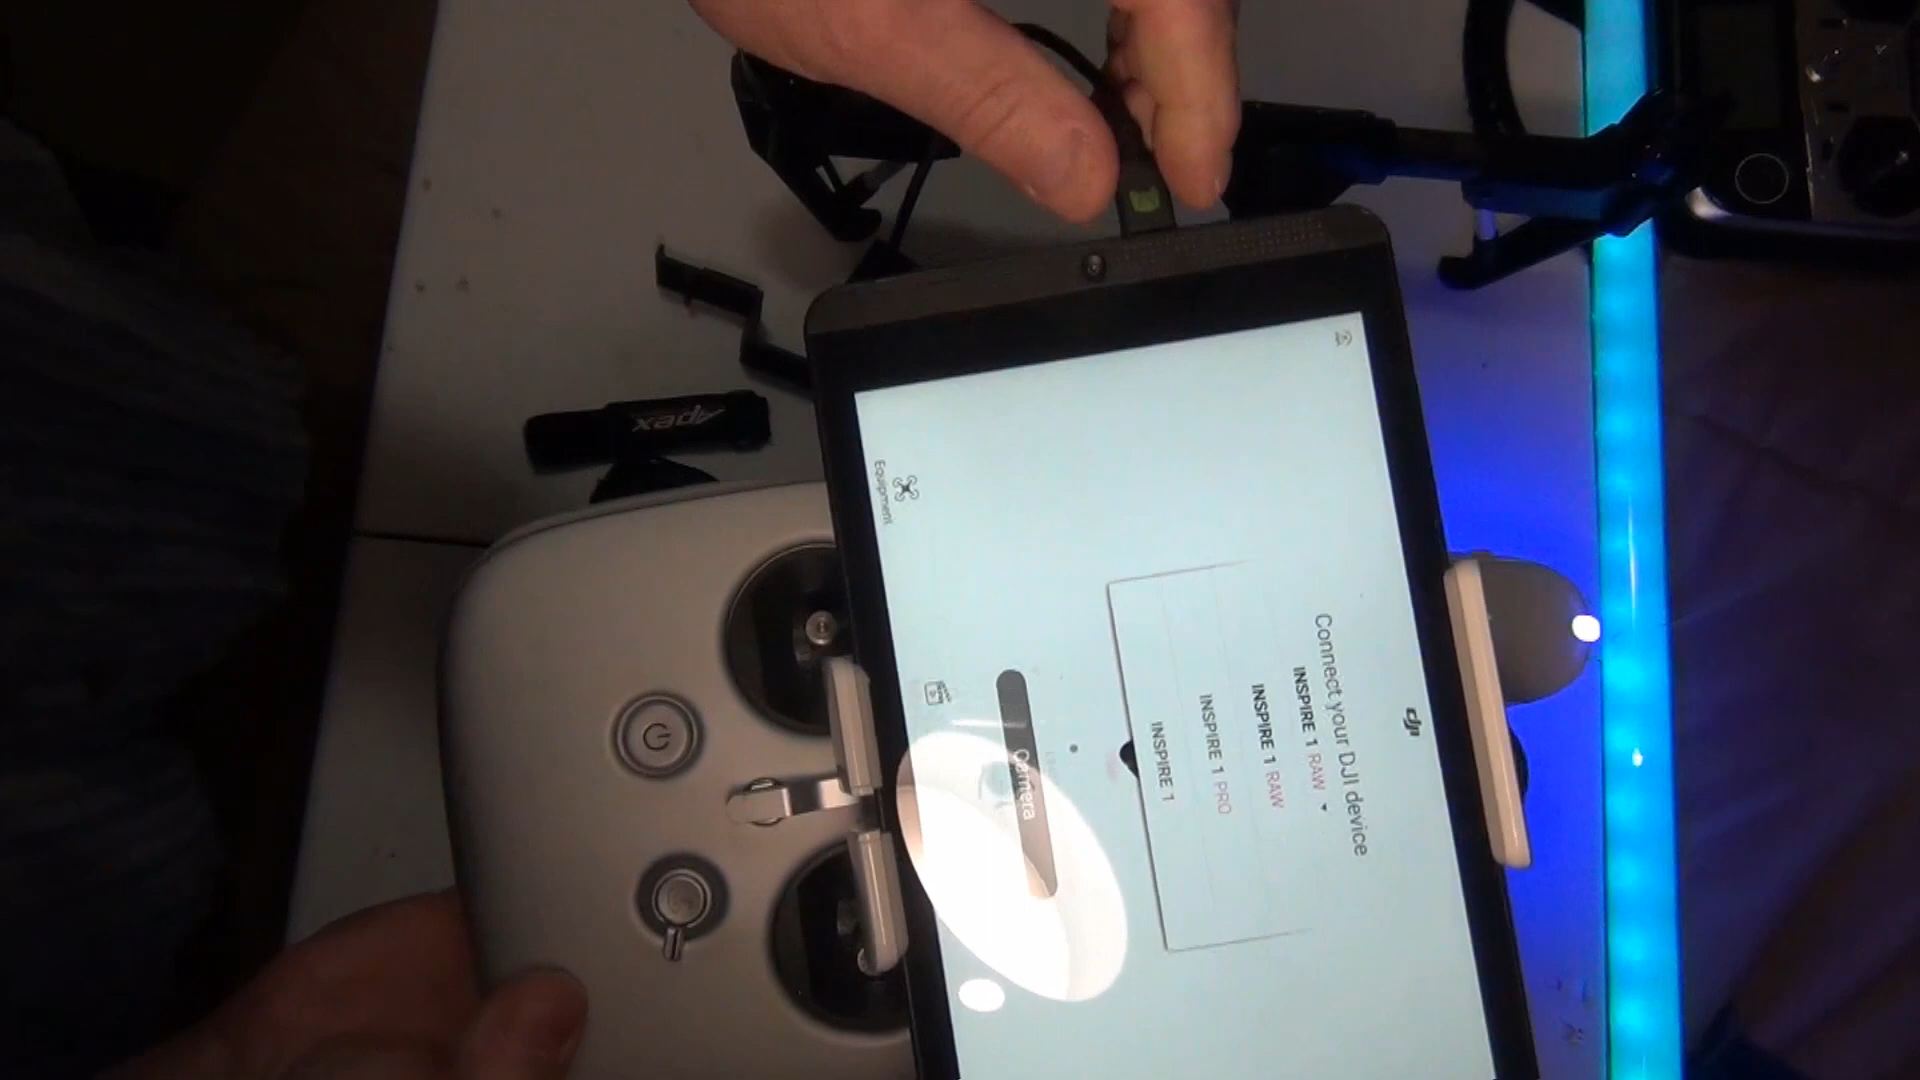 dji
Connect your DJI device
INSPIRE 1 RAW
INSPIRE 1 RAW
INSPIRE 1 PRO
INSPIRE 1
Camera
Equipment
Apex